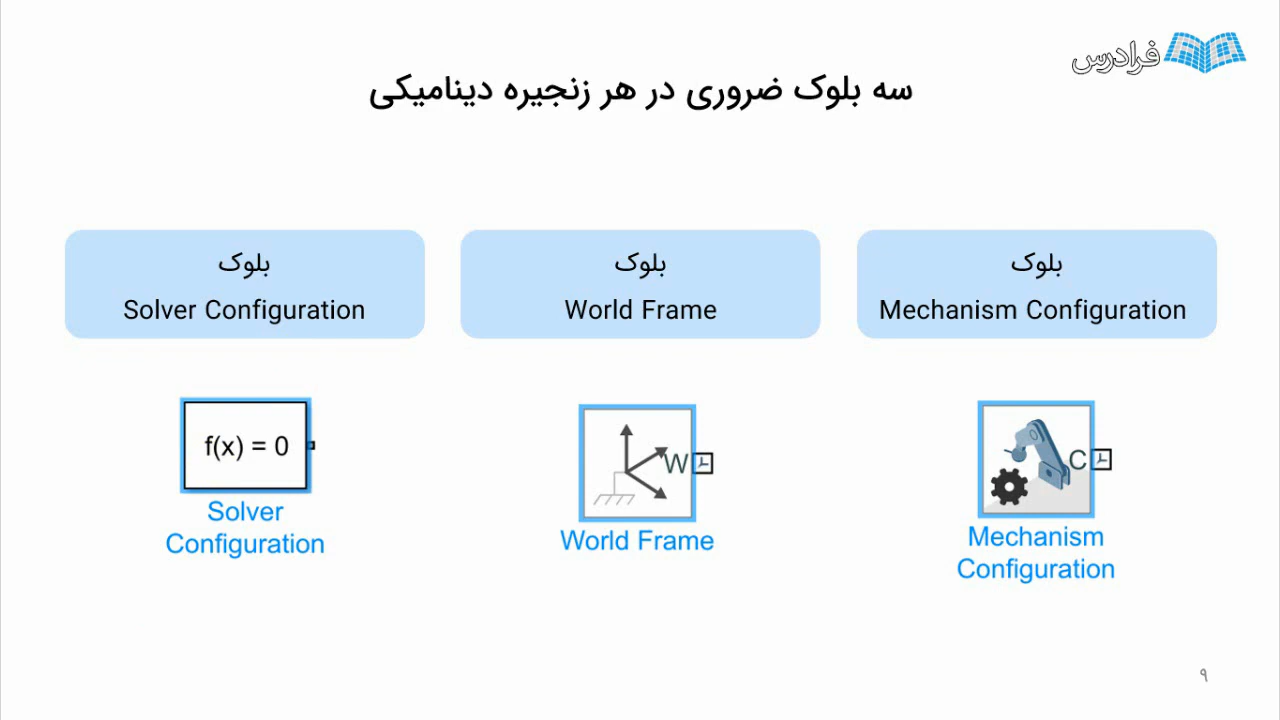 فرادرس
سه بلوک ضروری در هر زنجیره دینامیکی
بلوک
Mechanism Configuration
بلوک
World Frame
بلوک
Solver Configuration
C
Mechanism
Configuration
W
World Frame
f(x) = 0
Solver
Configuration
۹